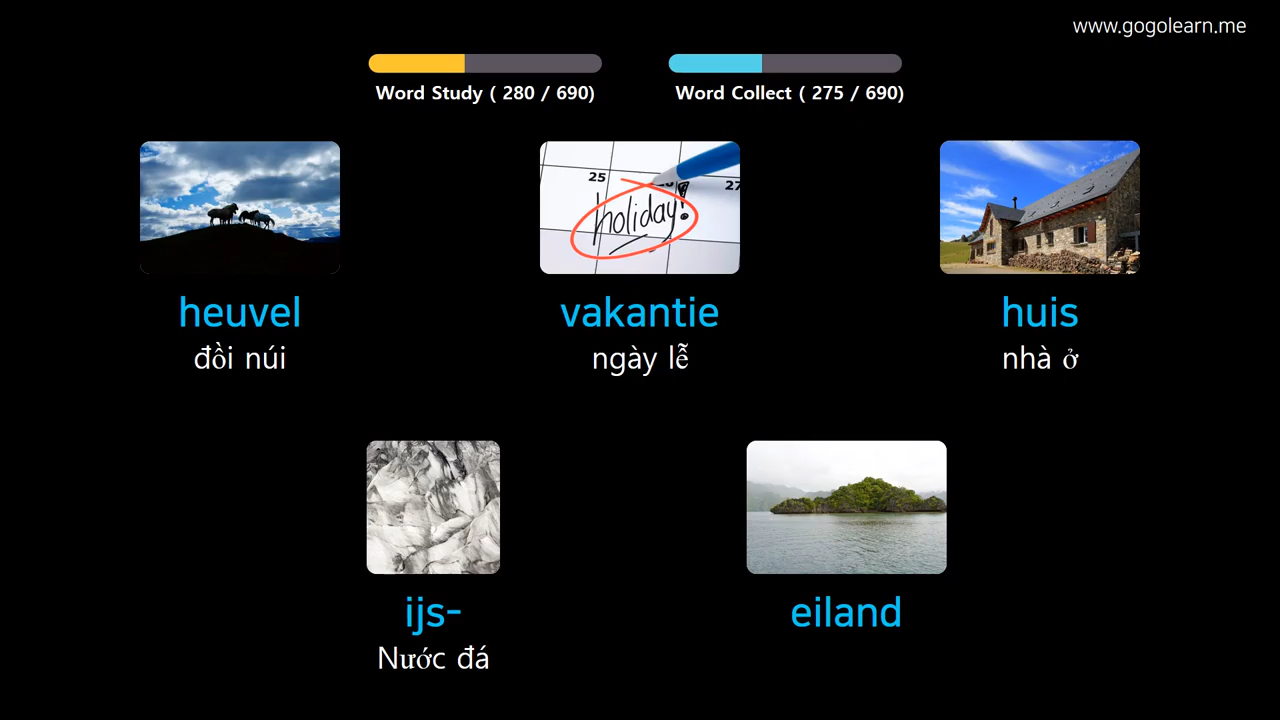 www.gogolearn.me
Word Study ( 280 / 690)
Word Collect ( 275 / 690)
25
27
holiday!
heuvel
đồi núi
vakantie
ngày lễ
huis
nhà ở
ijs-
Nước đá
eiland